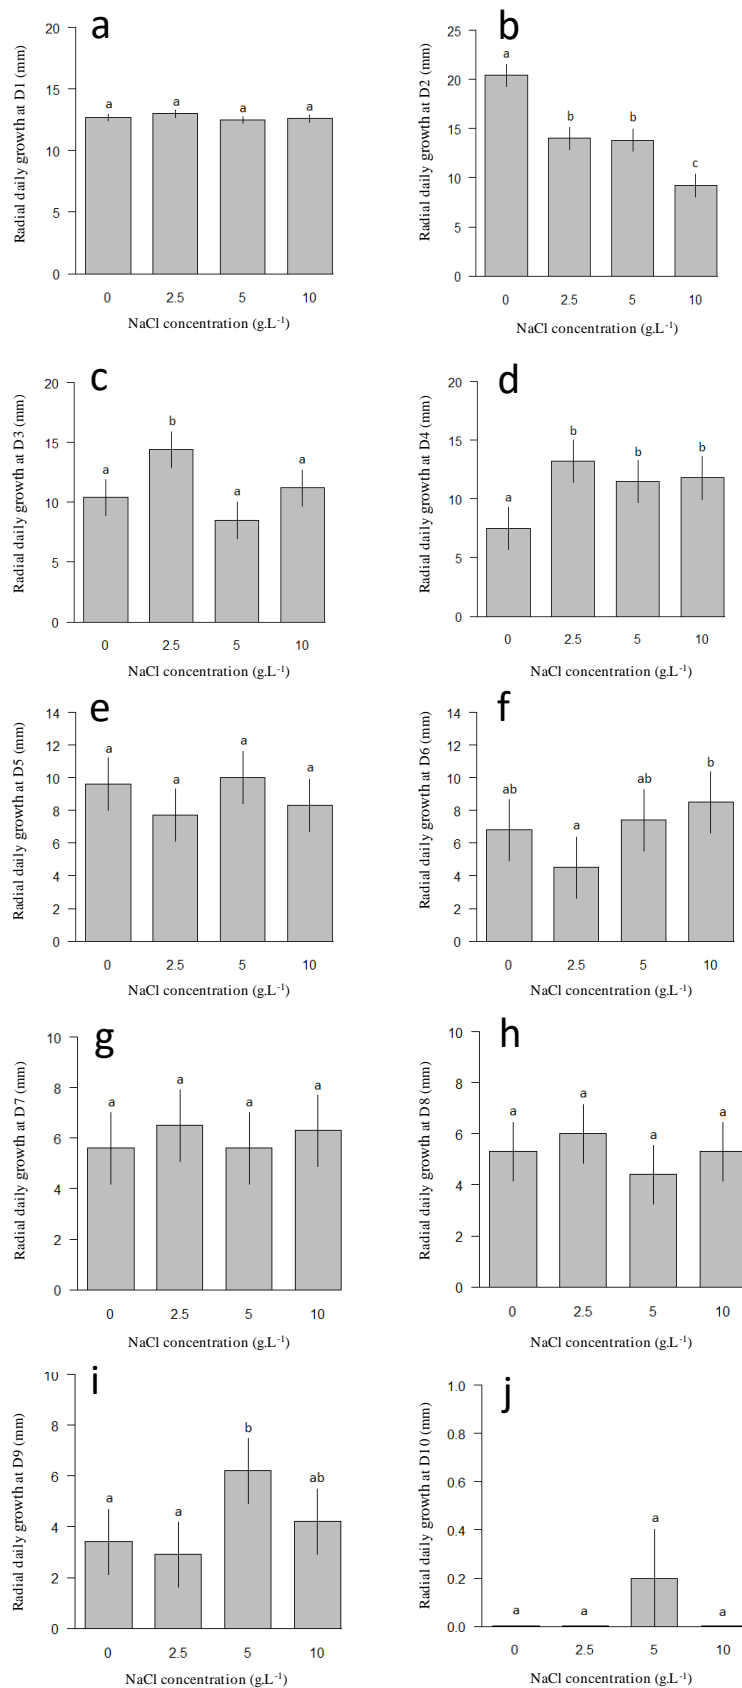 a
Radial daily growth at D1 (mm)
20
15
10
5
0
a
a
a
a
0 2.5 5 10
NaCl concentration (g.L-1)
b
Radial daily growth at D2 (mm)
25
20
15
10
5
0
a
b
b
c
0 2.5 5 10
NaCl concentration (g.L-1)
c
Radial daily growth at D3 (mm)
20
15
10
5
0
a
b
a
a
0 2.5 5 10
NaCl concentration (g.L-1)
d
Radial daily growth at D4 (mm)
20
15
10
5
0
a
b
b
b
0 2.5 5 10
NaCl concentration (g.L-1)
e
Radial daily growth at D5 (mm)
14
12
10
8
6
4
2
0
a
a
a
a
0 2.5 5 10
NaCl concentration (g.L-1)
f
Radial daily growth at D6 (mm)
14
12
10
8
6
4
2
0
ab
a
ab
b
0 2.5 5 10
NaCl concentration (g.L-1)
g
Radial daily growth at D7 (mm)
10
8
6
4
2
0
a
a
a
a
0 2.5 5 10
NaCl concentration (g.L-1)
h
Radial daily growth at D8 (mm)
10
8
6
4
2
0
a
a
a
a
0 2.5 5 10
NaCl concentration (g.L-1)
i
Radial daily growth at D9 (mm)
10
8
6
4
2
0
a
a
b
ab
0 2.5 5 10
NaCl concentration (g.L-1)
j
Radial daily growth at D10 (mm)
1.0
0.8
0.6
0.4
0.2
0.0
a
a
a
a
0 2.5 5 10
NaCl concentration (g.L-1)